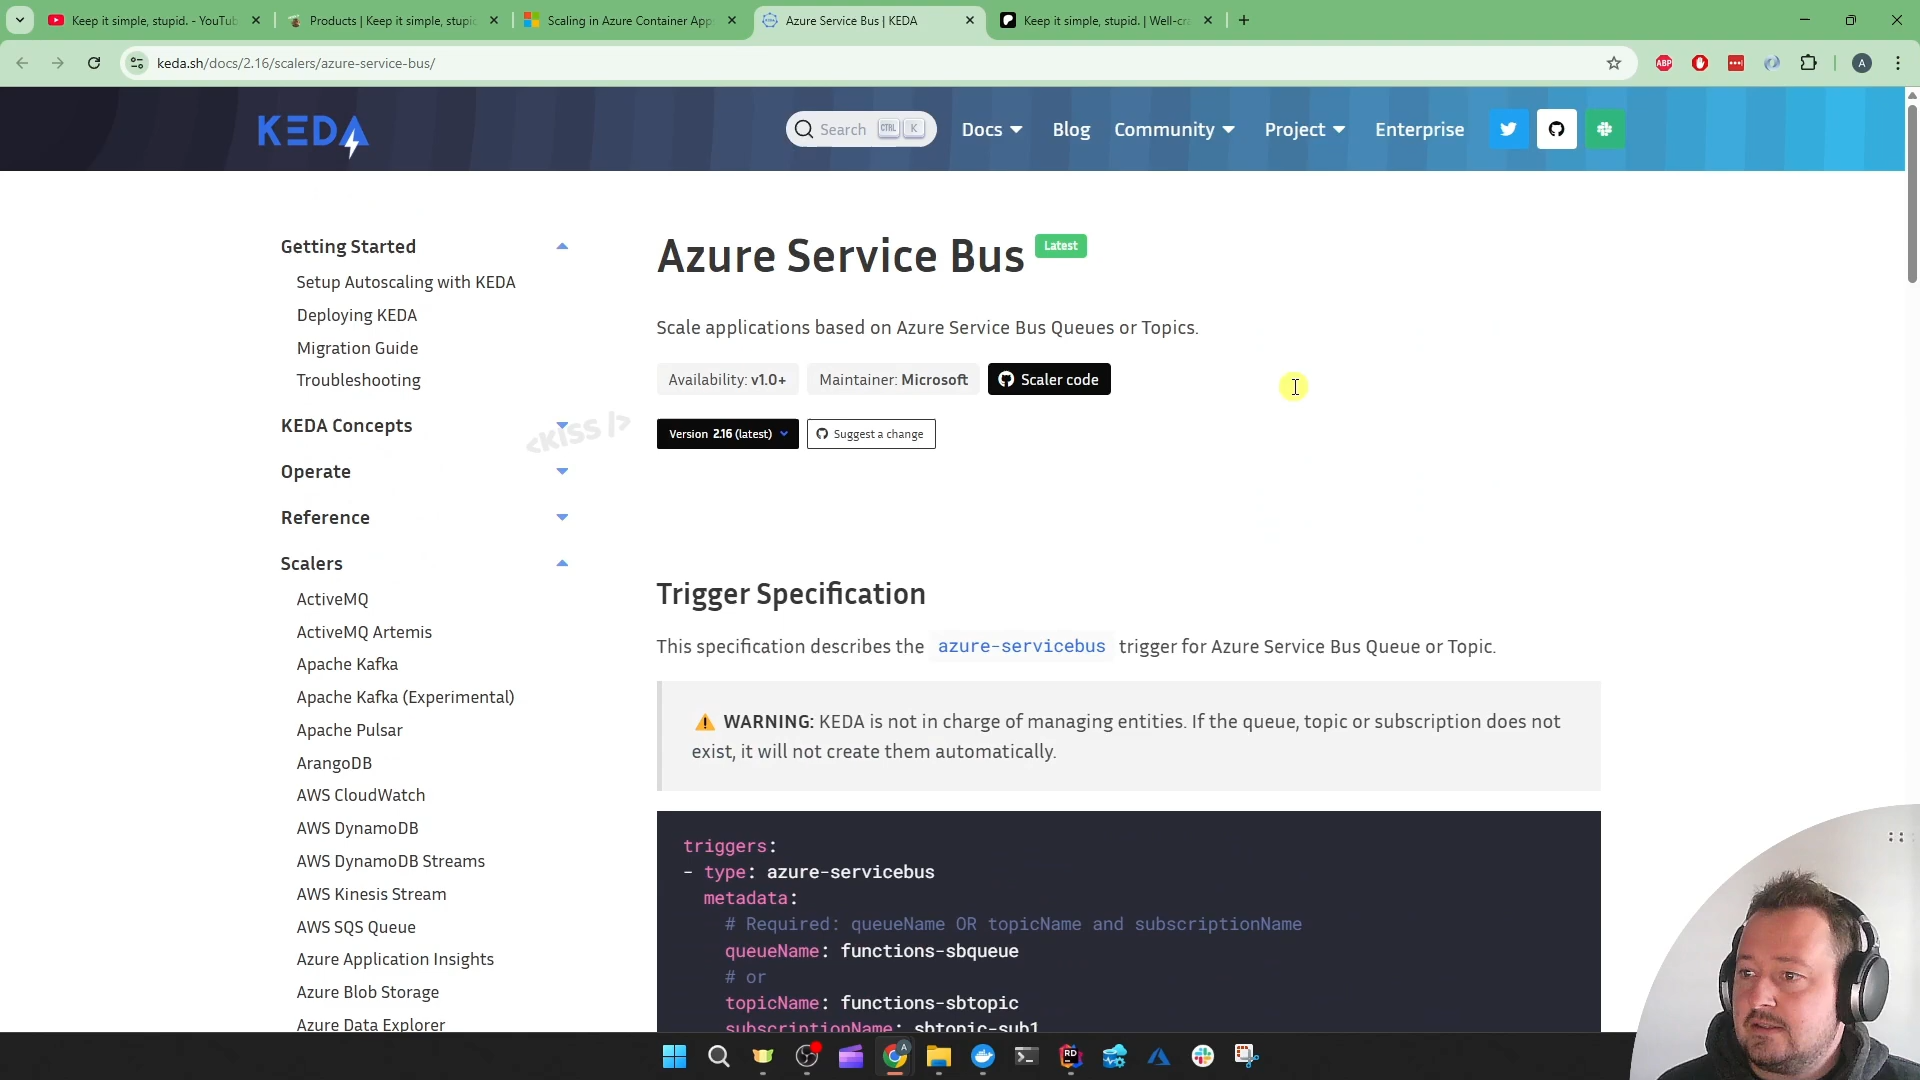 Keep it simple, stupid. - YouTub
Products | Keep it simple, stupic
Scaling in Azure Container App
Azure Service Bus | KEDA
Keep it simple, stupid. | Well-cra
keda.sh/docs/2.16/scalers/azure-service-bus/
ABP
A
KEDA
Search CTRL K
Docs
Blog
Community
Project
Enterprise
Getting Started
Setup Autoscaling with KEDA
Deploying KEDA
Migration Guide
Troubleshooting
KEDA Concepts
Operate
Reference
Scalers
ActiveMQ
ActiveMQ Artemis
Apache Kafka
Apache Kafka (Experimental)
Apache Pulsar
ArangoDB
AWS CloudWatch
AWS DynamoDB
AWS DynamoDB Streams
AWS Kinesis Stream
AWS SQS Queue
Azure Application Insights
Azure Blob Storage
Azure Data Explorer
<kiss />
Azure Service Bus Latest
Scale applications based on Azure Service Bus Queues or Topics.
Availability: v1.0+ Maintainer: Microsoft Scaler code
Version 2.16 (latest) Suggest a change
Trigger Specification
This specification describes the azure-servicebus trigger for Azure Service Bus Queue or Topic.
⚠️ WARNING: KEDA is not in charge of managing entities. If the queue, topic or subscription does not
exist, it will not create them automatically.
triggers:
- type: azure-servicebus
metadata:
# Required: queueName OR topicName and subscriptionName
queueName: functions-sbqueue
# or
topicName: functions-sbtopic
subscriptionName: sbtopic-sub1
A
RD